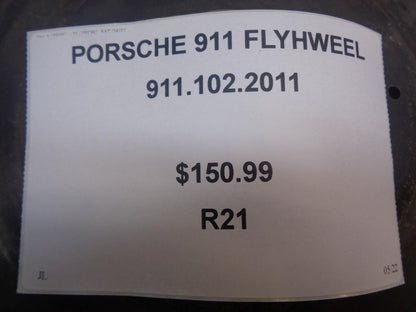 PORSCHE 911 FLYHWEEL
911.102.2011
$150.99
R21
JL
05/22